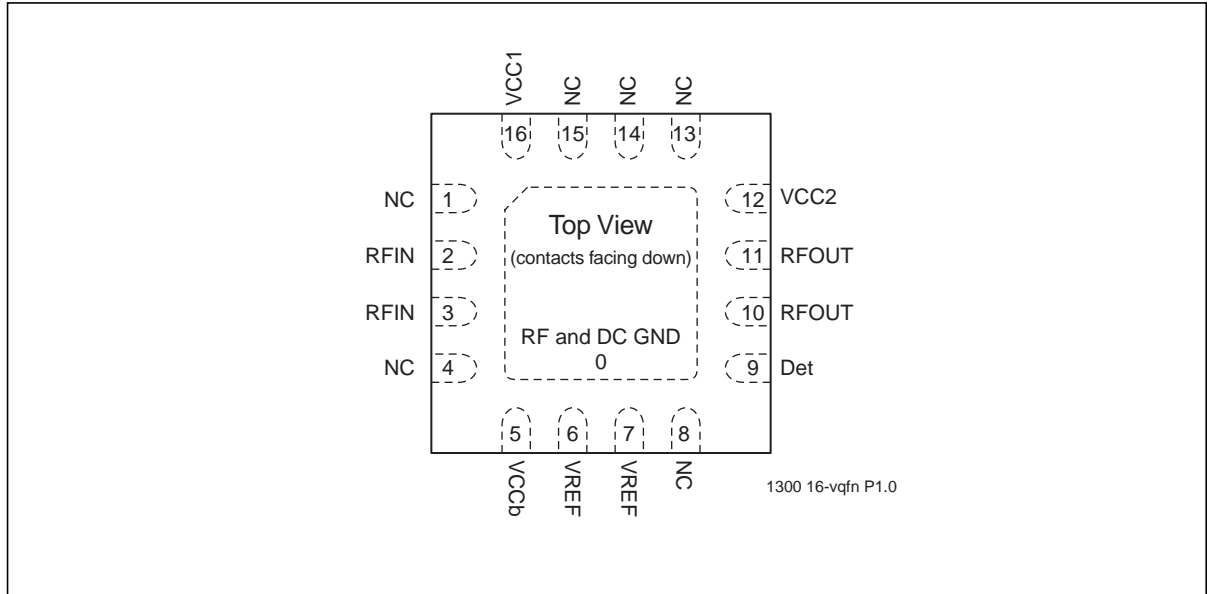 VCC1 NC NC NC
16 15 14 13
NC 1
12 VCC2
Top View
RFIN 2
(contacts facing down)
11 RFOUT
RFIN 3
10 RFOUT
RF and DC GND
0
NC 4
9 Det
5 6 7 8
VCCb VREF VREF NC
1300 16-vqfn P1.0